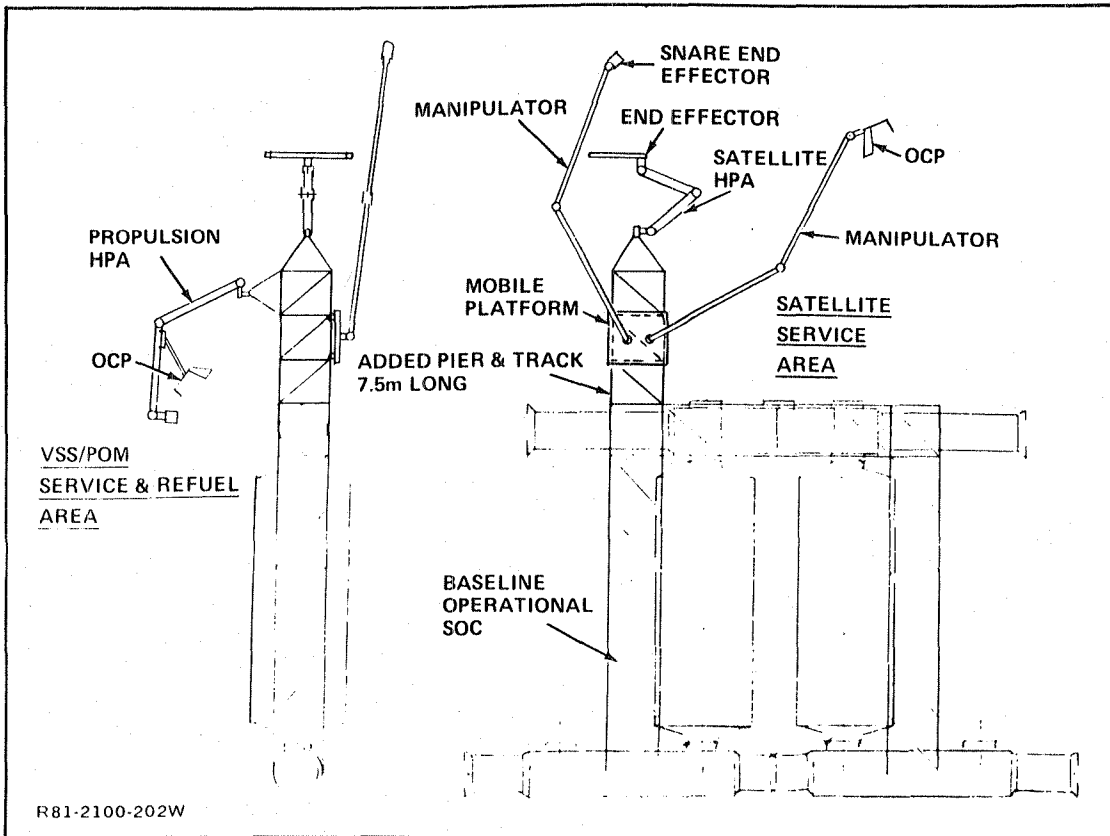 SNARE END
EFFECTOR
MANIPULATOR
END EFFECTOR
SATELLITE
HPA
OCP
PROPULSION
HPA
MANIPULATOR
MOBILE
PLATFORM
SATELLITE
SERVICE
AREA
OCP
ADDED PIER & TRACK
7.5m LONG
VSS/POM
SERVICE & REFUEL
AREA
BASELINE
OPERATIONAL
SOC
R81-2100-202W